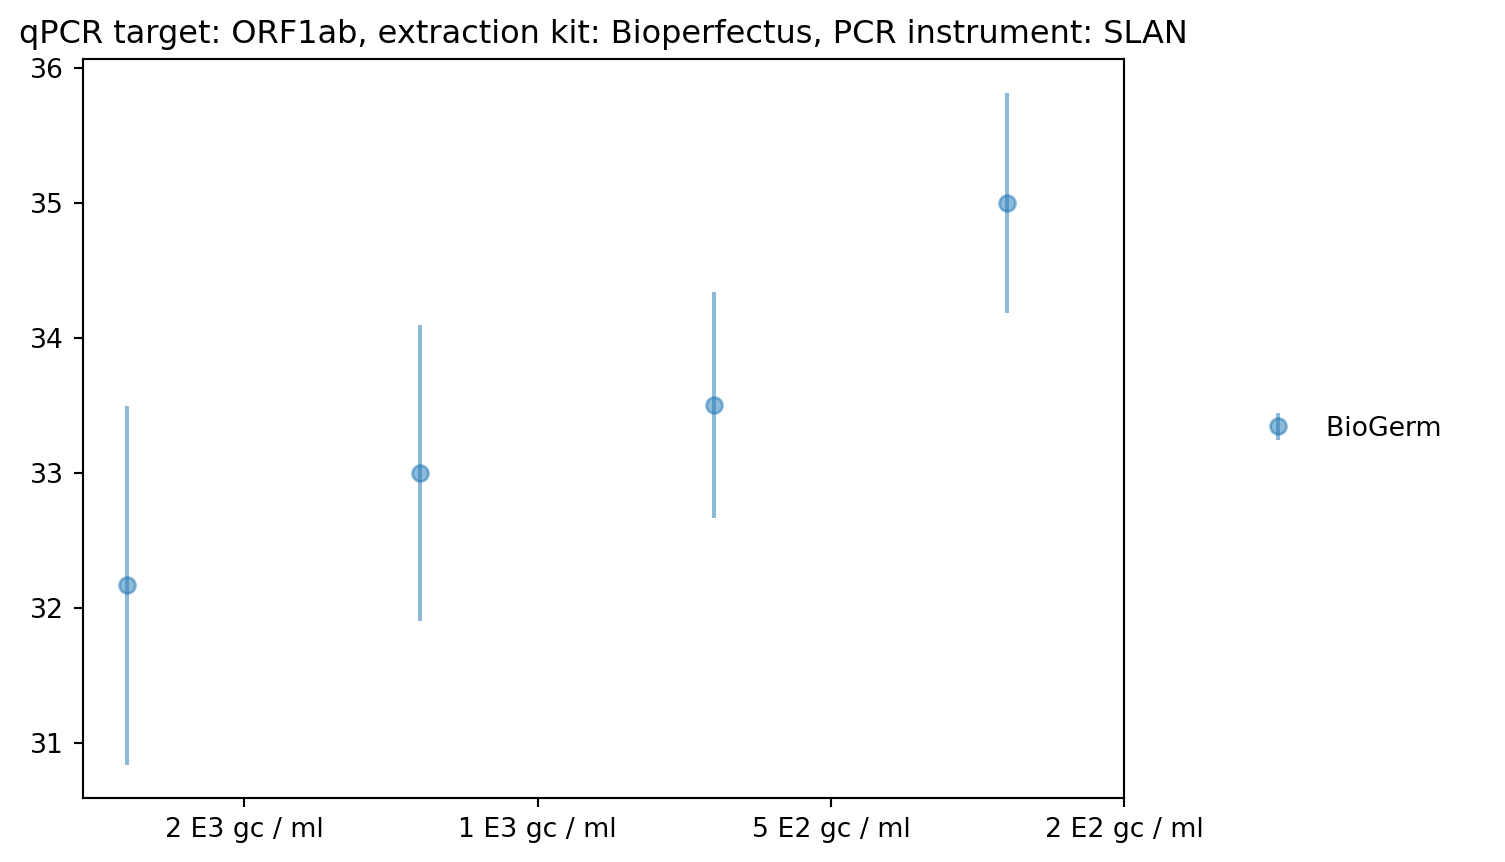 qPCR target: ORF1ab, extraction kit: Bioperfectus, PCR instrument: SLAN
36
35
34
33
32
31
BioGerm
2 E3 gc / ml
1 E3 gc / ml
5 E2 gc / ml
2 E2 gc / ml